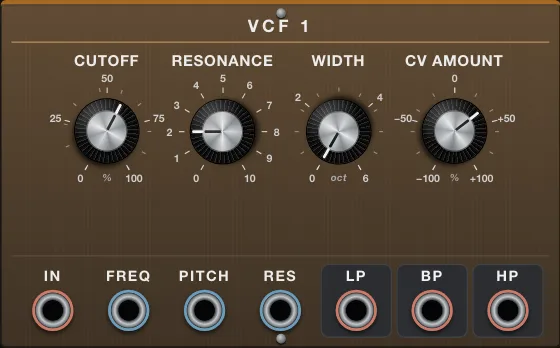 VCF 1
CUTOFF RESONANCE WIDTH CV AMOUNT
50 5 0
4 6
2 4
3 7
25 75 -50 +50
2 8
1 9
0 % 100 0 10 0 oct 6 -100 % +100
IN FREQ PITCH RES LP BP HP